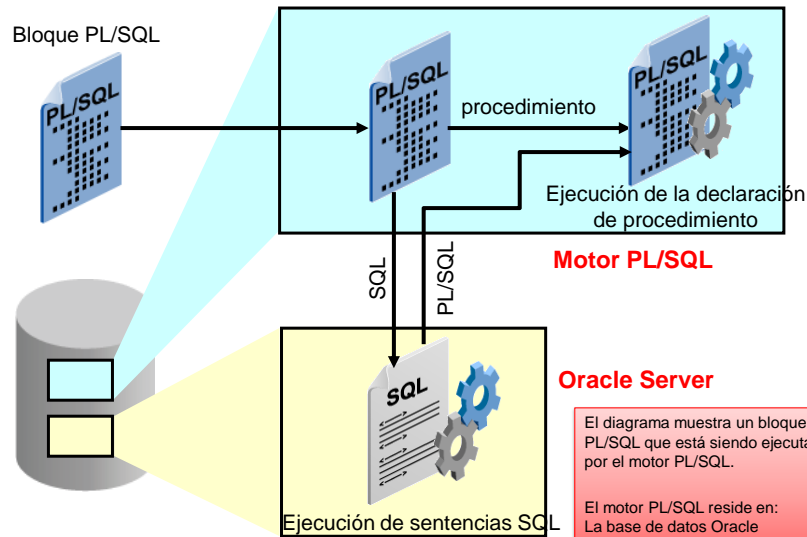 Bloque PL/SQL
PL/SQL
PL/SQL
procedimiento
PL/SQL
Ejecución de la declaración
de procedimiento
Motor PL/SQL
SQL
PL/SQL
SQL
Oracle Server
Ejecución de sentencias SQL
El diagrama muestra un bloque
PL/SQL que está siendo ejecuta
por el motor PL/SQL.
El motor PL/SQL reside en:
La base de datos Oracle